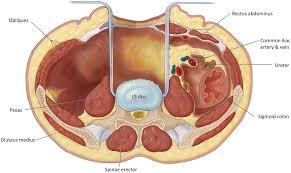 Obliques
Rectus abdominus
Common iliac
artery & vein
Ureter
L5 disc
Psoas
Sigmoid colon
Gluteus medius
Spinae erector